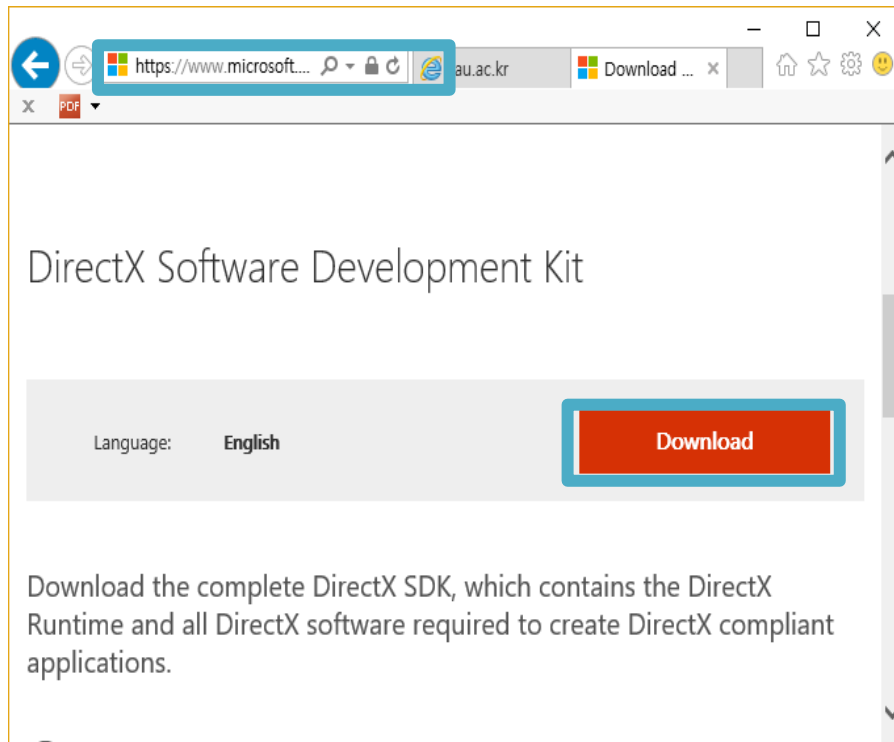 https://www.microsoft....
au.ac.kr
Download ...
X PDF
DirectX Software Development Kit
Language: English
Download
Download the complete DirectX SDK, which contains the DirectX
Runtime and all DirectX software required to create DirectX compliant
applications.